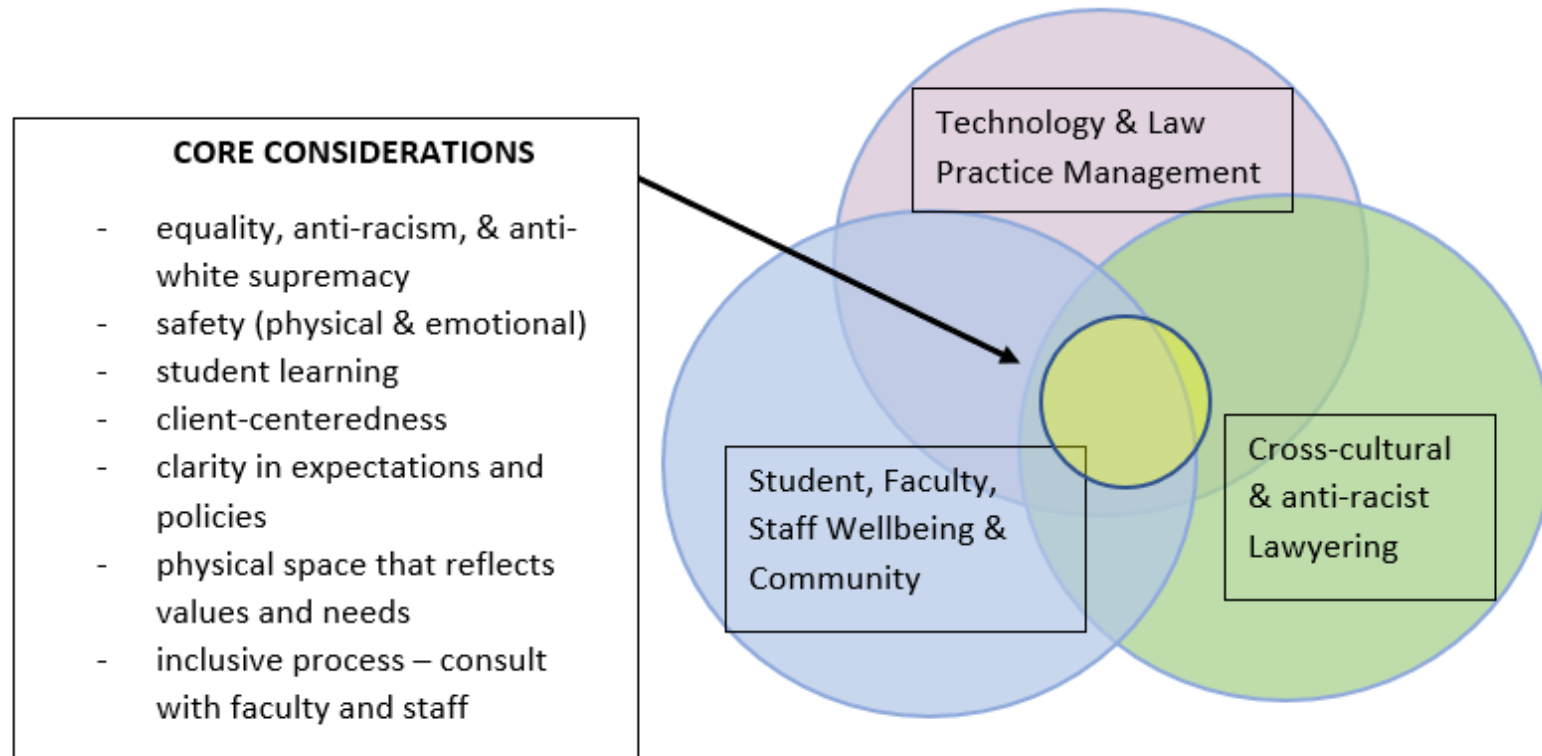 CORE CONSIDERATIONS
- equality, anti-racism, & anti-
white supremacy
- safety (physical & emotional)
- student learning
- client-centeredness
- clarity in expectations and
policies
- physical space that reflects
values and needs
- inclusive process – consult
with faculty and staff
Technology & Law
Practice Management
Student, Faculty,
Staff Wellbeing &
Community
Cross-cultural
& anti-racist
Lawyering